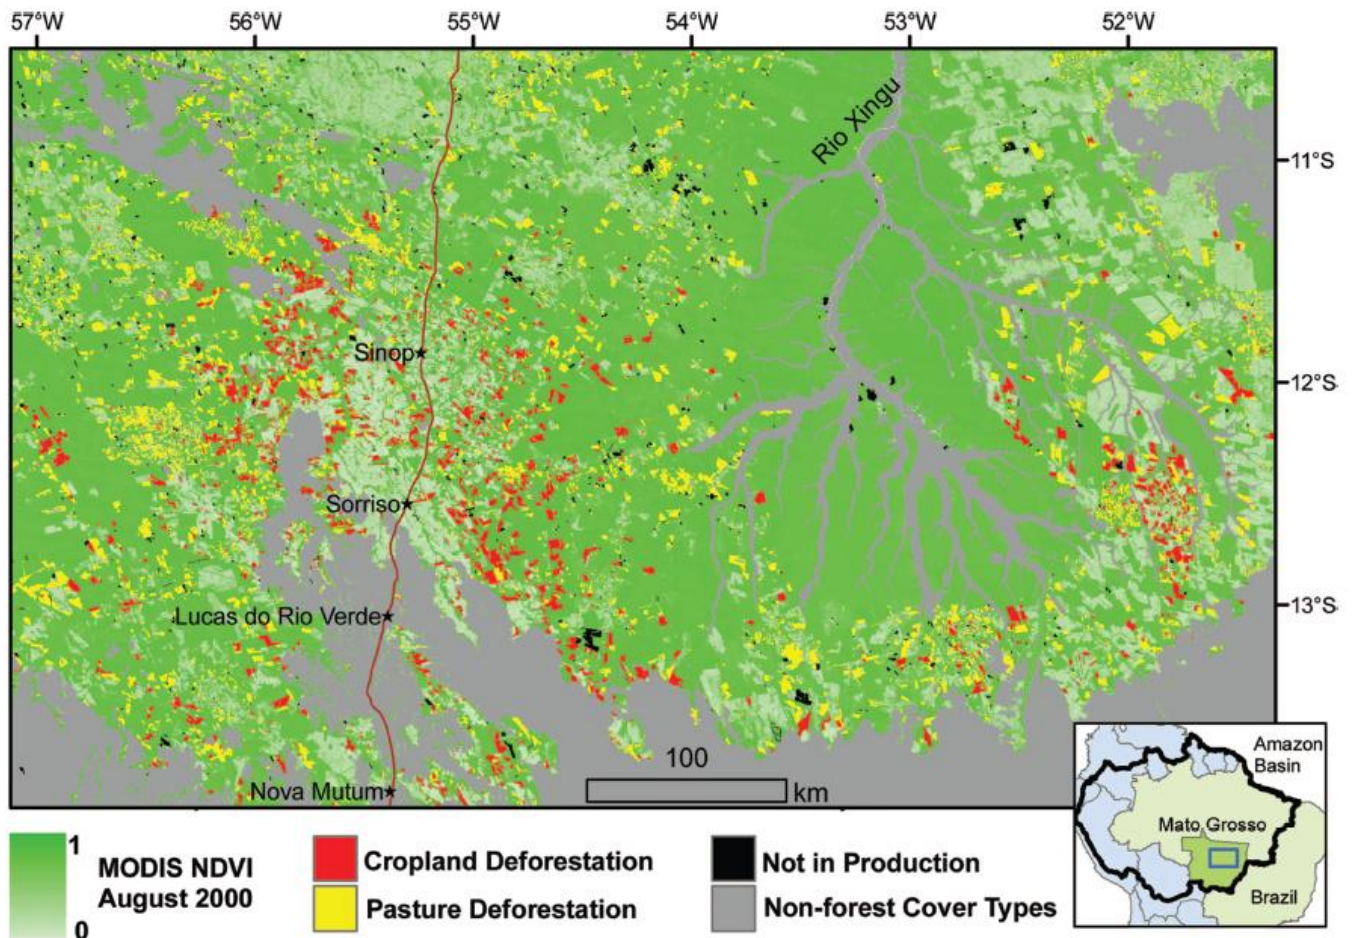 57°W 56°W 55°W 54°W 53°W 52°W
Rio Xingu
11°S
Sinop
12°S
Sorriso
Lucas do Rio Verde
13°S
Nova Mutum
100
km
Amazon
Basin
Mato Grosso
Brazil
1
MODIS NDVI
August 2000
0
Cropland Deforestation
Pasture Deforestation
Not in Production
Non-forest Cover Types